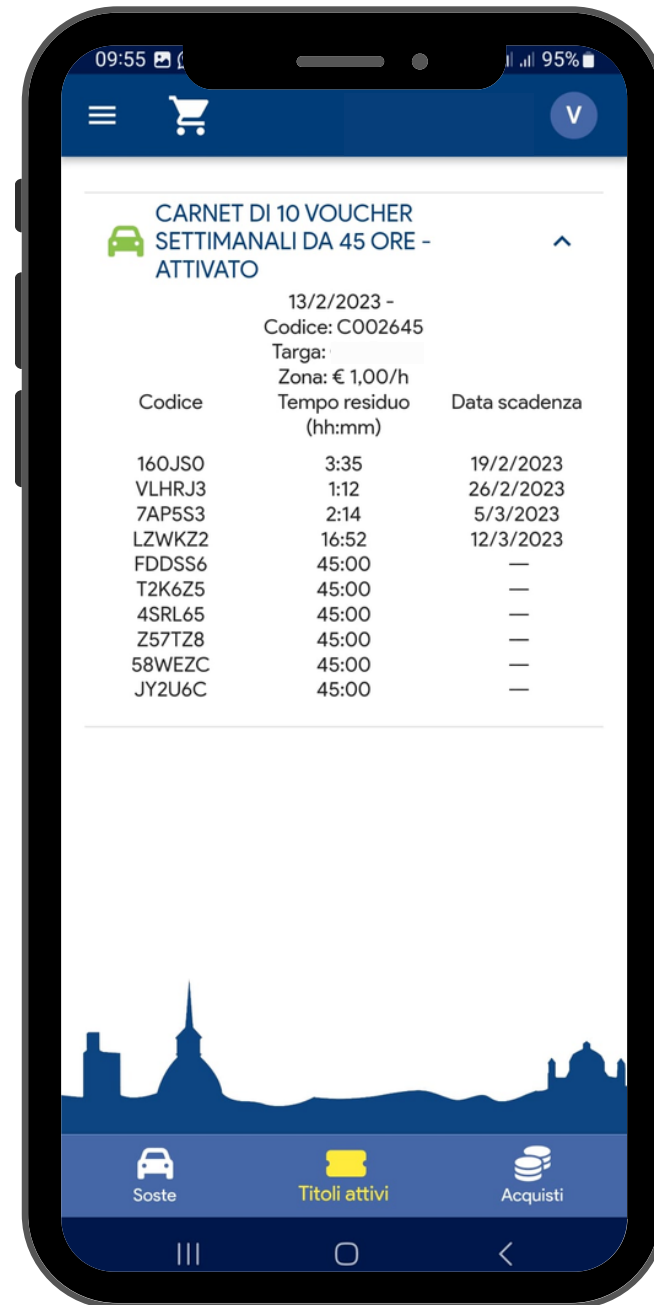 09:55 95%
V
CARNET DI 10 VOUCHER
SETTIMANALI DA 45 ORE -
ATTIVATO
13/2/2023 -
Codice: C002645
Targa:
Zona: € 1,00/h
Codice Tempo residuo Data scadenza
(hh:mm)
160JS0 3:35 19/2/2023
VLHRJ3 1:12 26/2/2023
7AP5S3 2:14 5/3/2023
LZWKZ2 16:52 12/3/2023
FDDSS6 45:00 —
T2K6Z5 45:00 —
4SRL65 45:00 —
Z57TZ8 45:00 —
58WEZC 45:00 —
JY2U6C 45:00 —
Soste Titoli attivi Acquisti